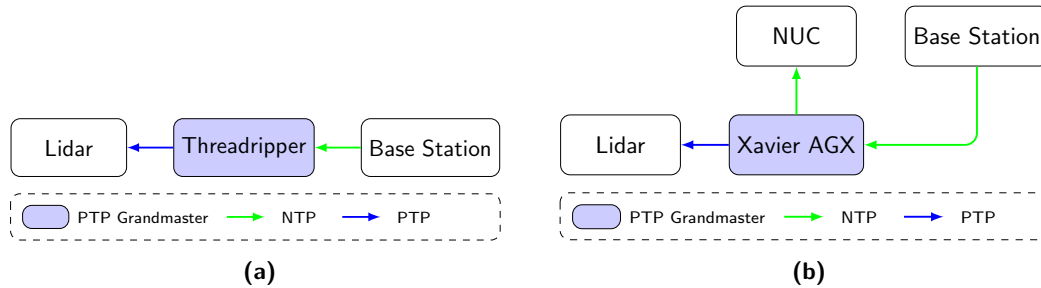 Lidar
Threadripper
Base Station
PTP Grandmaster
NTP
PTP
(a)
NUC
Base Station
Lidar
Xavier AGX
PTP Grandmaster
NTP
PTP
(b)